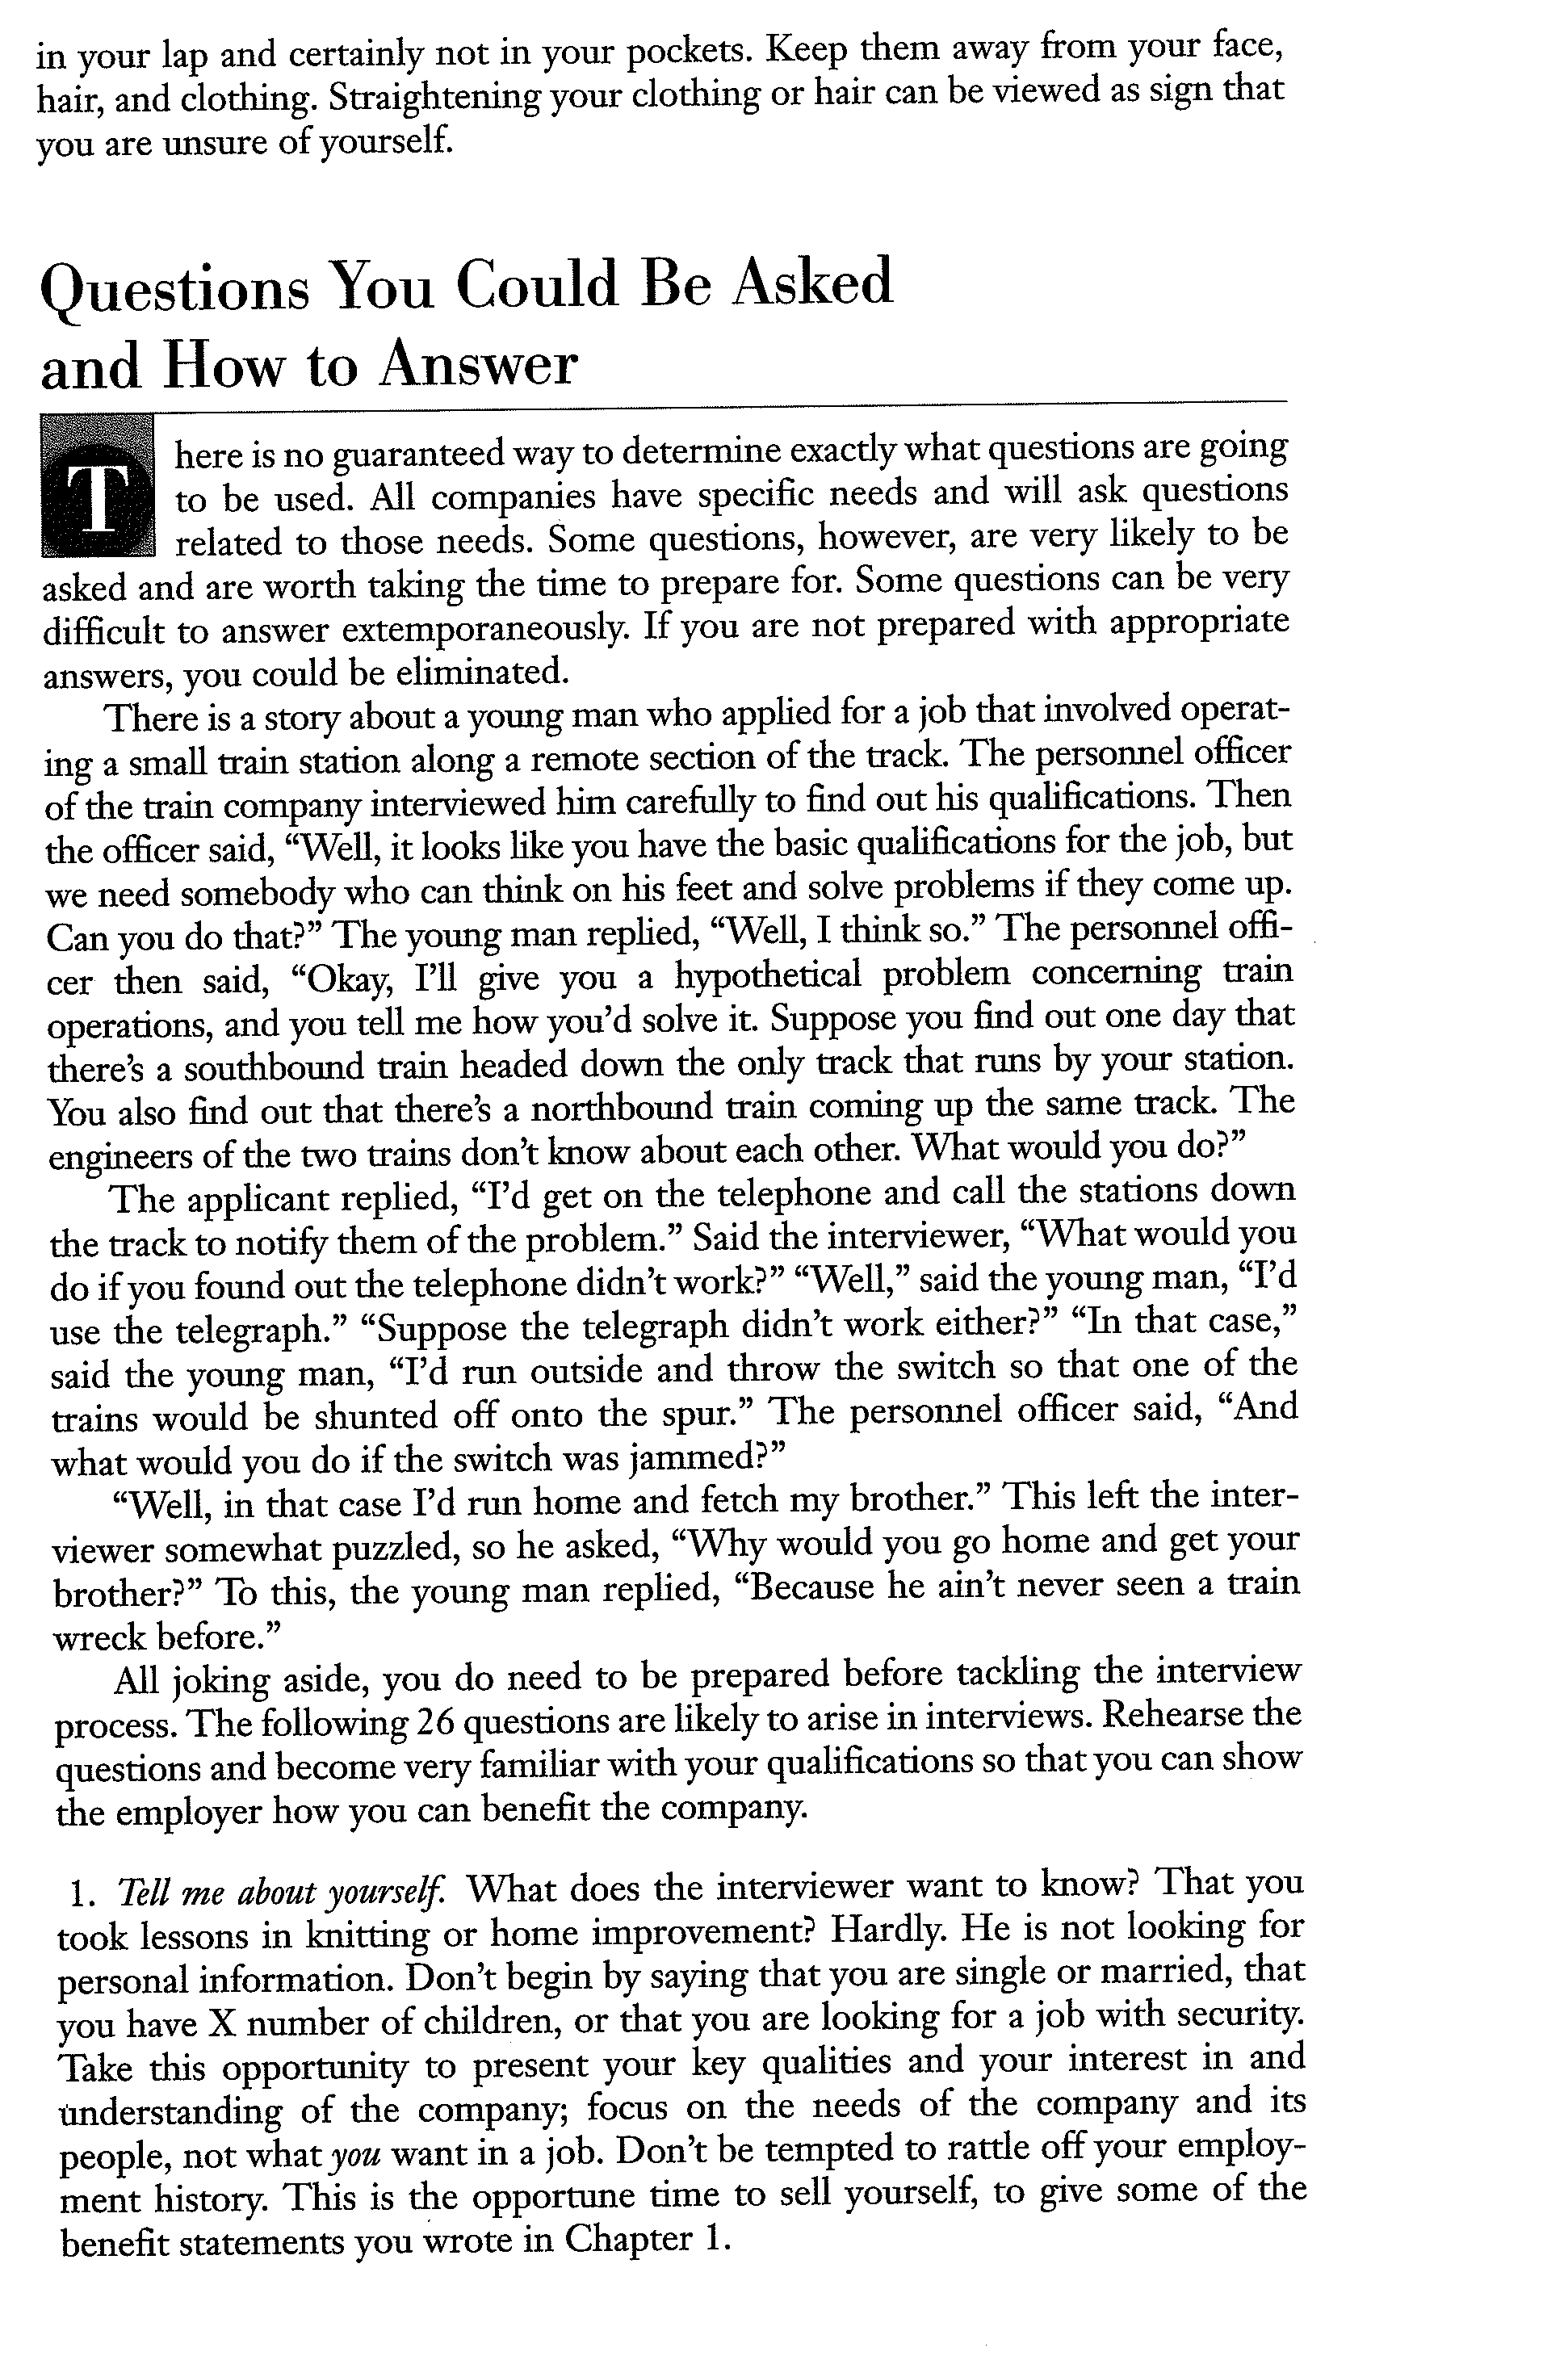 in your lap and certainly not in your pockets. Keep them away from your face,
hair, and clothing. Straightening your clothing or hair can be viewed as sign that
you are unsure of yourself.
Questions You Could Be Asked
and How to Answer
There is no guaranteed way to determine exactly what questions are going
to be used. All companies have specific needs and will ask questions
related to those needs. Some questions, however, are very likely to be
asked and are worth taking the time to prepare for. Some questions can be very
difficult to answer extemporaneously. If you are not prepared with appropriate
answers, you could be eliminated.
There is a story about a young man who applied for a job that involved operat-
ing a small train station along a remote section of the track. The personnel officer
of the train company interviewed him carefully to find out his qualifications. Then
the officer said, “Well, it looks like you have the basic qualifications for the job, but
we need somebody who can think on his feet and solve problems if they come up.
Can you do that?” The young man replied, “Well, I think so.” The personnel offi-
cer then said, “Okay, I’ll give you a hypothetical problem concerning train
operations, and you tell me how you’d solve it. Suppose you find out one day that
there’s a southbound train headed down the only track that runs by your station.
You also find out that there’s a northbound train coming up the same track. The
engineers of the two trains don’t know about each other. What would you do?”
The applicant replied, “I’d get on the telephone and call the stations down
the track to notify them of the problem.” Said the interviewer, “What would you
do if you found out the telephone didn’t work?” “Well,” said the young man, “I’d
use the telegraph.” “Suppose the telegraph didn’t work either?” “In that case,”
said the young man, “I’d run outside and throw the switch so that one of the
trains would be shunted off onto the spur.” The personnel officer said, “And
what would you do if the switch was jammed?”
“Well, in that case I’d run home and fetch my brother.” This left the inter-
viewer somewhat puzzled, so he asked, “Why would you go home and get your
brother?” To this, the young man replied, “Because he ain’t never seen a train
wreck before.”
All joking aside, you do need to be prepared before tackling the interview
process. The following 26 questions are likely to arise in interviews. Rehearse the
questions and become very familiar with your qualifications so that you can show
the employer how you can benefit the company.
1. Tell me about yourself. What does the interviewer want to know? That you
took lessons in knitting or home improvement? Hardly. He is not looking for
personal information. Don’t begin by saying that you are single or married, that
you have X number of children, or that you are looking for a job with security.
Take this opportunity to present your key qualities and your interest in and
understanding of the company; focus on the needs of the company and its
people, not what you want in a job. Don’t be tempted to rattle off your employ-
ment history. This is the opportune time to sell yourself, to give some of the
benefit statements you wrote in Chapter 1.